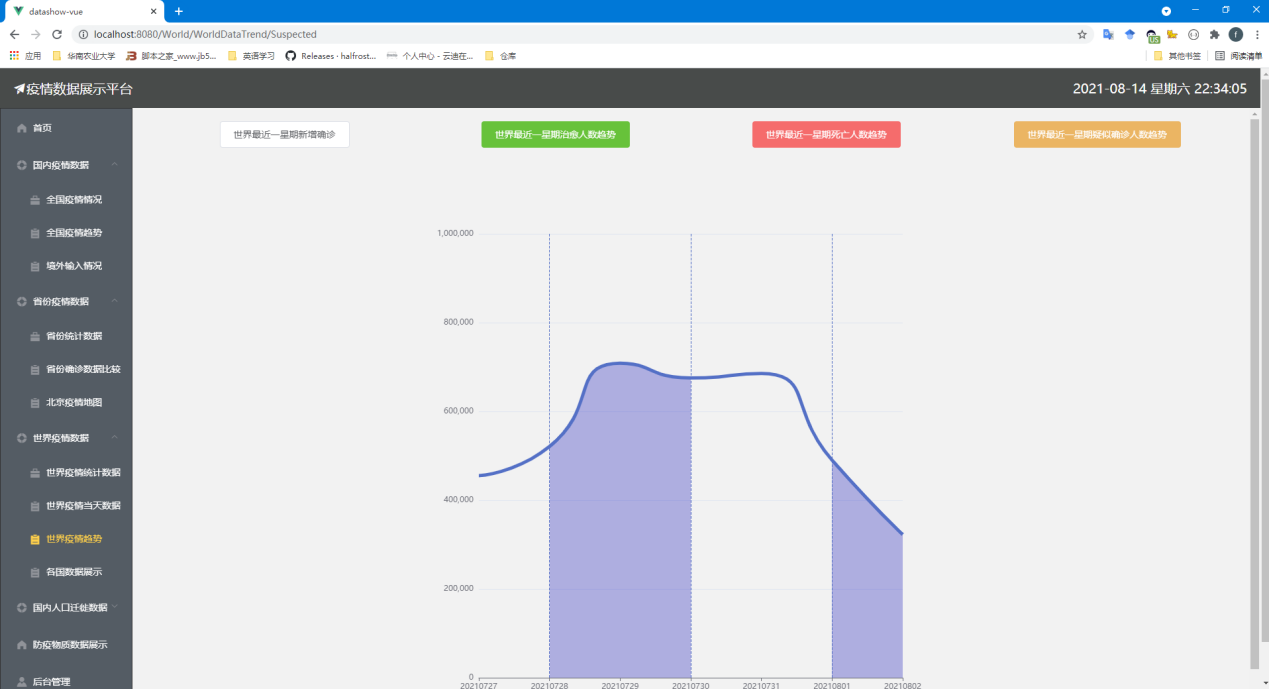 datashow-vue
localhost:8080/World/WorldDataTrend/Suspected
应用 华南农业大学 脚本之家_www.jb5... 英语学习 Releases · halfrost... 个人中心 - 云迹在... 仓库 其他书签 阅读清单
疫情数据展示平台 2021-08-14 星期六 22:34:05
首页
国内疫情数据
全国疫情情况
全国疫情趋势
境外输入情况
省份疫情数据
省份统计数据
省份确诊数据比较
北京疫情地图
世界疫情数据
世界疫情统计数据
世界疫情当天数据
世界疫情趋势
各国数据展示
国内人口迁徙数据
防疫物质数据展示
后台管理
世界最近一星期新增确诊 世界最近一星期治愈人数趋势 世界最近一星期死亡人数趋势 世界最近一星期疑似确诊人数趋势
1,000,000
800,000
600,000
400,000
200,000
0
20210727 20210728 20210729 20210730 20210731 20210801 20210802